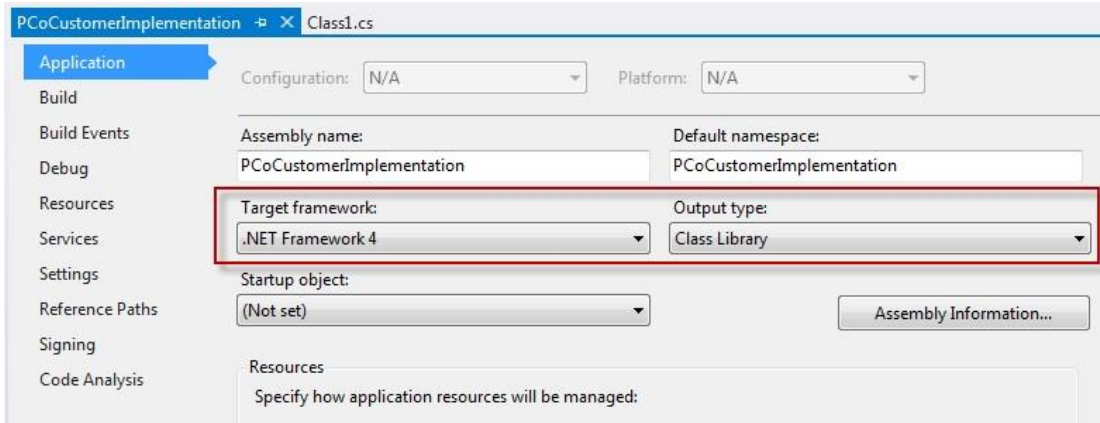 PCoCustomerImplementation Class1.cs
Application
Build
Build Events
Debug
Resources
Services
Settings
Reference Paths
Signing
Code Analysis
Configuration: N/A Platform: N/A
Assembly name: Default namespace:
PCoCustomerImplementation PCoCustomerImplementation
Target framework: Output type:
.NET Framework 4 Class Library
Startup object:
(Not set) Assembly Information...
Resources
Specify how application resources will be managed: